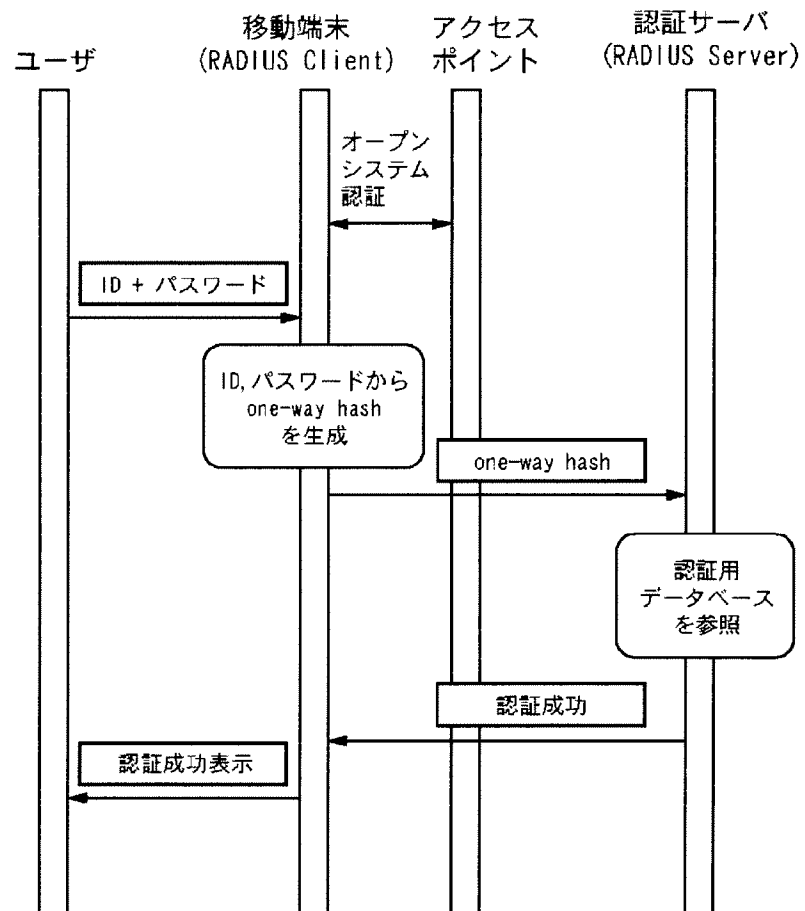 ユーザ
移動端末
(RADIUS Client)
アクセス
ポイント
認証サーバ
(RADIUS Server)
オープン
システム
認証
ID + パスワード
ID,パスワードから
one-way hash
を生成
one-way hash
認証用
データベース
を参照
認証成功
認証成功表示